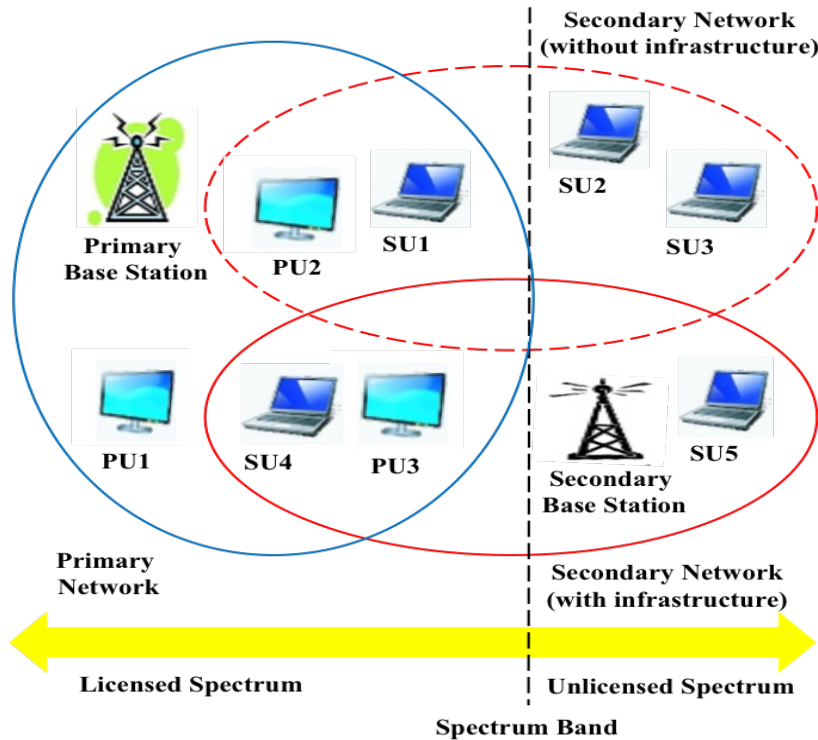 Secondary Network
(without infrastructure)
SU2
Primary
Base Station
PU2
SU1
SU3
PU1
SU4
PU3
SU5
Secondary
Base Station
Primary
Network
Secondary Network
(with infrastructure)
Licensed Spectrum
Unlicensed Spectrum
Spectrum Band